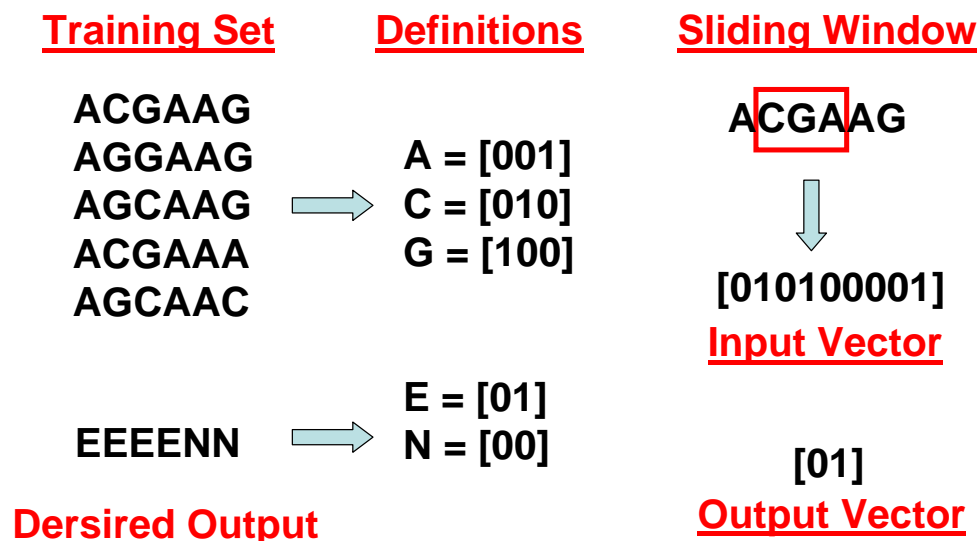 Training Set
ACGAAG
AGGAAG
AGCAAG
ACGAAA
AGCAAC
EEEENN
Dersired Output
Definitions
A = [001]
C = [010]
G = [100]
E = [01]
N = [00]
Sliding Window
ACGAAG
[010100001]
Input Vector
[01]
Output Vector